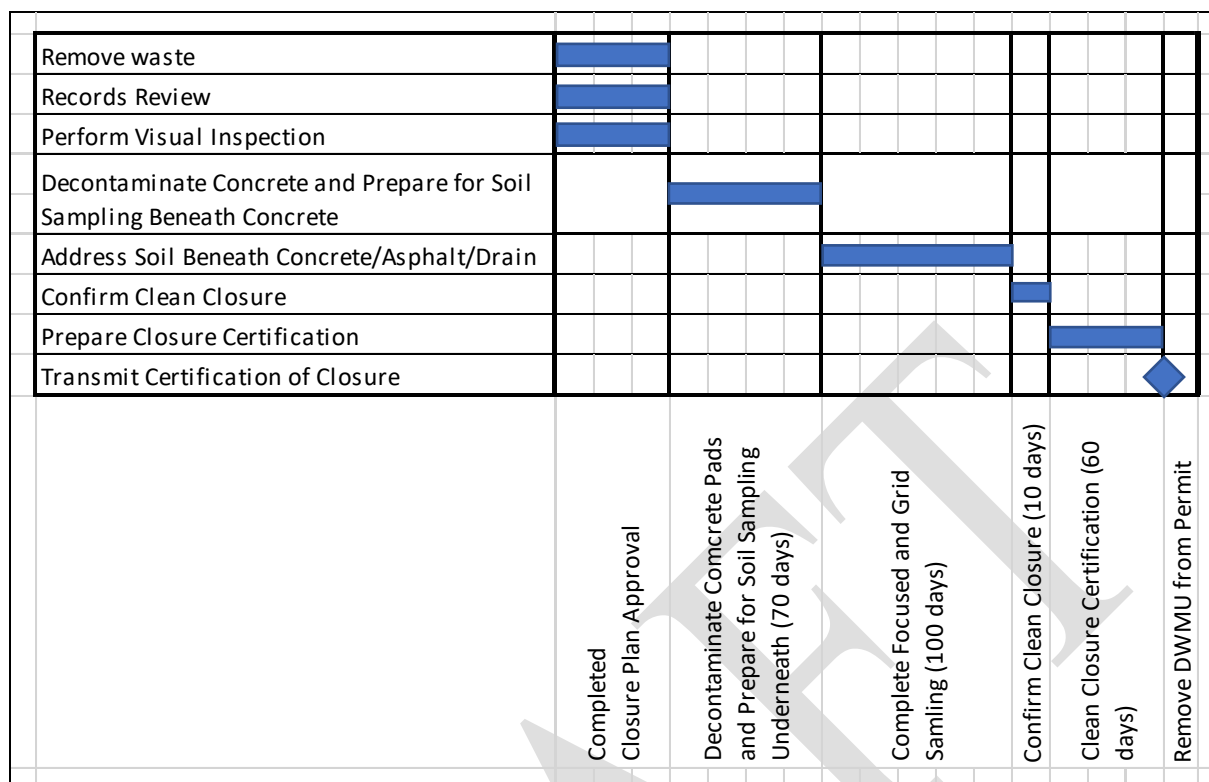 Remove waste
Records Review
Perform Visual Inspection
Decontaminate Concrete and Prepare for Soil
Sampling Beneath Concrete
Address Soil Beneath Concrete/Asphalt/Drain
Confirm Clean Closure
Prepare Closure Certification
Transmit Certification of Closure
Completed
Closure Plan Approval
Decontaminate Comcrete Pads
and Prepare for Soil Sampling
Underneath (70 days)
Complete Focused and Grid
Samling (100 days)
Confirm Clean Closure (10 days)
Clean Closure Certification (60
days)
Remove DWMU from Permit